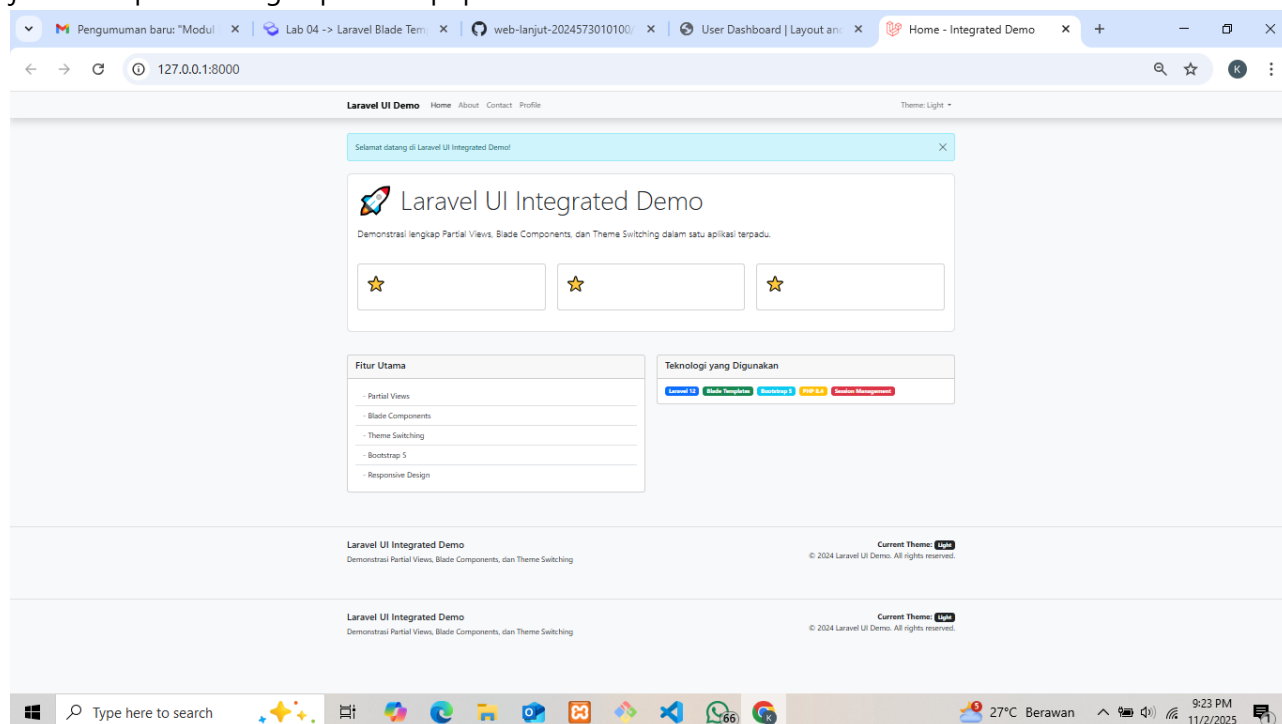 Pengumuman baru: "Modul
Lab 04 -> Laravel Blade Tem
web-lanjut-2024573010100/
User Dashboard | Layout and
Home - Integrated Demo
127.0.0.1:8000
K
Laravel UI Demo Home About Contact Profile Theme: Light
Selamat datang di Laravel UI Integrated Demo!
Laravel UI Integrated Demo
Demonstrasi lengkap Partial Views, Blade Components, dan Theme Switching dalam satu aplikasi terpadu.
Fitur Utama
- Partial Views
- Blade Components
- Theme Switching
- Bootstrap 5
- Responsive Design
Teknologi yang Digunakan
Laravel 12 Blade Templates Bootstrap 5 PHP 8.4 Session Management
Laravel UI Integrated Demo
Demonstrasi Partial Views, Blade Components, dan Theme Switching
Current Theme: Light
© 2024 Laravel UI Demo. All rights reserved.
Laravel UI Integrated Demo
Demonstrasi Partial Views, Blade Components, dan Theme Switching
Current Theme: Light
© 2024 Laravel UI Demo. All rights reserved.
Type here to search
66
27°C Berawan
9:23 PM
11/2/2025